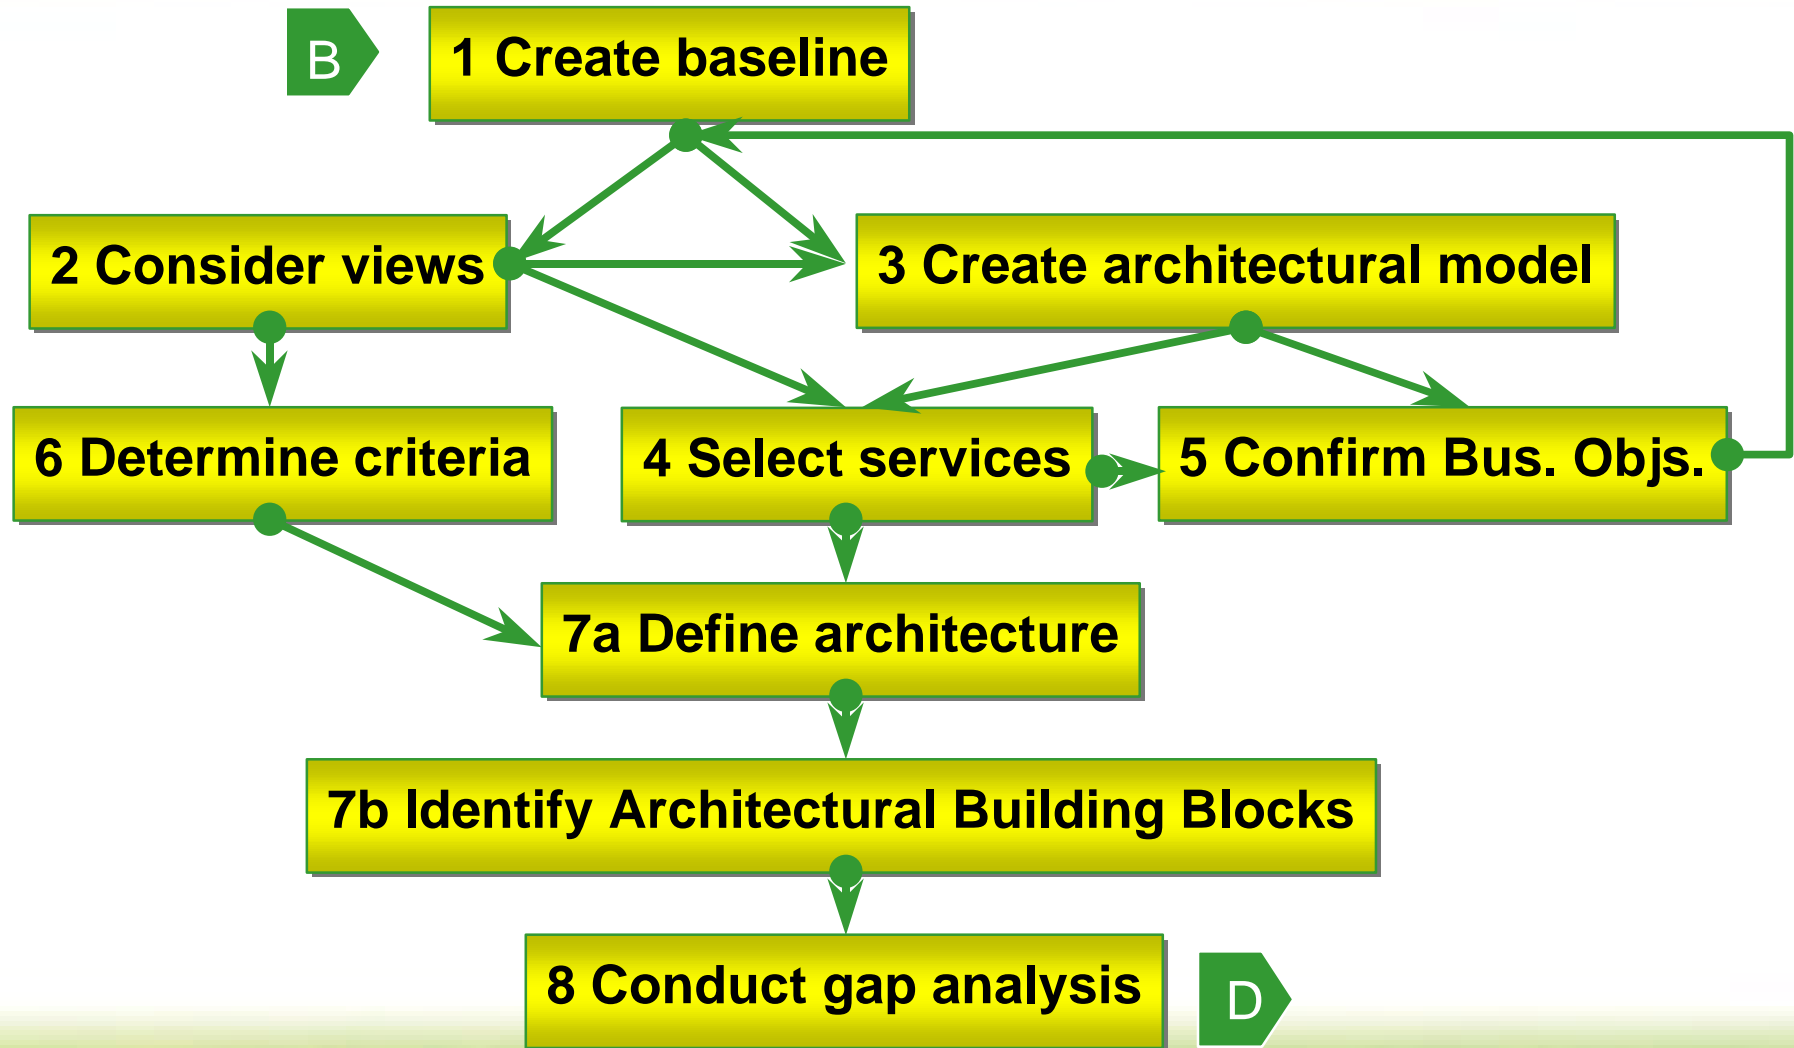 B
1 Create baseline
2 Consider views
3 Create architectural model
6 Determine criteria
4 Select services
5 Confirm Bus. Objs.
7a Define architecture
7b Identify Architectural Building Blocks
8 Conduct gap analysis
D